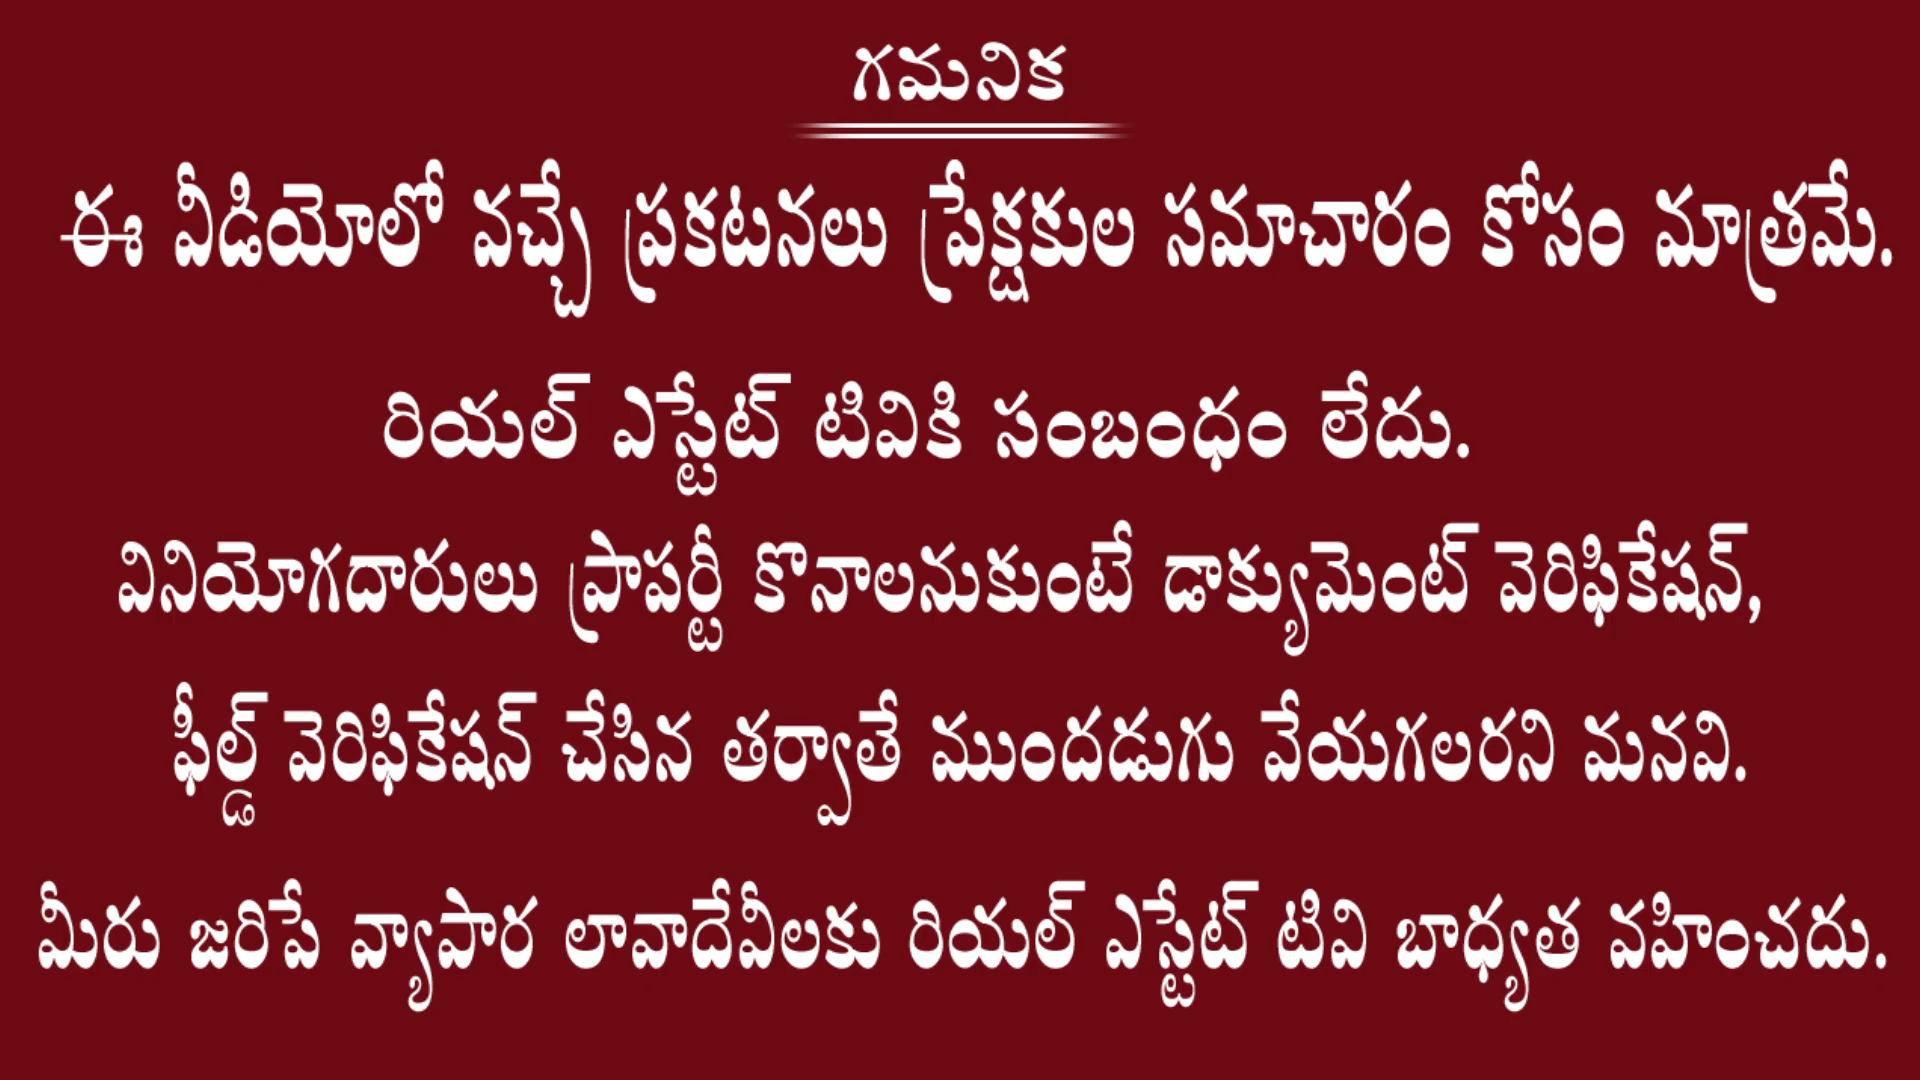 గమనిక
ఈ వీడియోలో వచ్చే ప్రకటనలు ప్రేక్షకుల సమాచారం కోసం మాత్రమే.
రియల్ ఎస్టేట్ టివికి సంబంధం లేదు.
వినియోగదారులు ప్రాపర్టీ కొనాలనుకుంటే డాక్యుమెంట్ వెరిఫికేషన్,
ఫీల్డ్ వెరిఫికేషన్ చేసిన తర్వాతే ముందడుగు వేయగలరని మనవి.
మీరు జరిపే వ్యాపార లావాదేవీలకు రియల్ ఎస్టేట్ టివి బాధ్యత వహించదు.